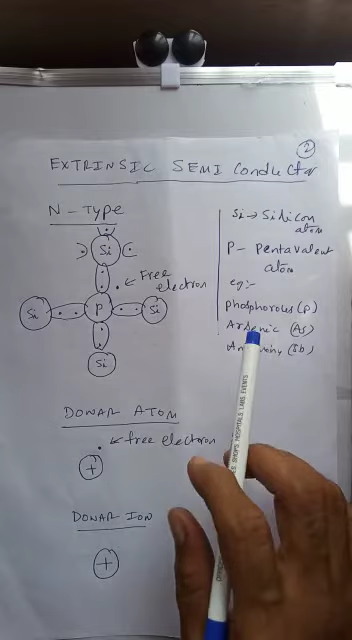 2
EXTRINSIC SEMI Conductor
N-TYPE
Si
Free electron
Si
P
Si
Si
Si → Silicon atom
P - Pentavalent atom
eg:-
Phosphorous (P)
Arsenic (As)
(Sb)
DONAR ATOM
free electron
+
DONAR ION
+